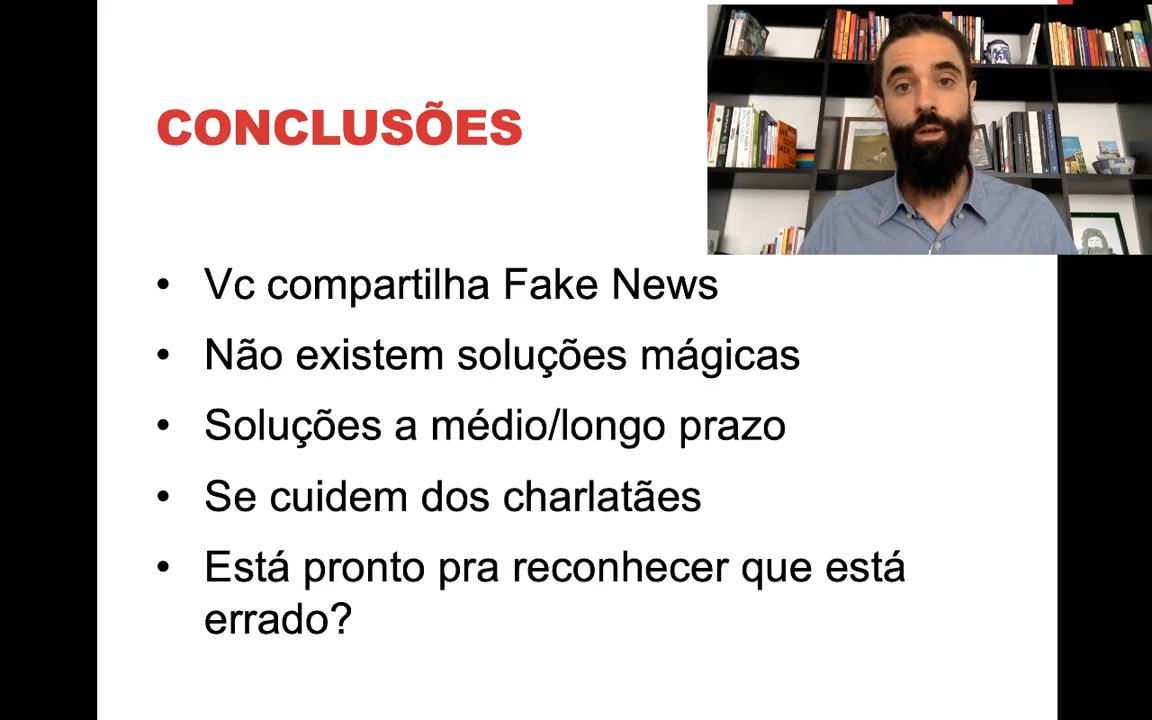 CONCLUSÕES
• Vc compartilha Fake News
• Não existem soluções mágicas
• Soluções a médio/longo prazo
• Se cuidem dos charlatães
• Está pronto pra reconhecer que está
errado?